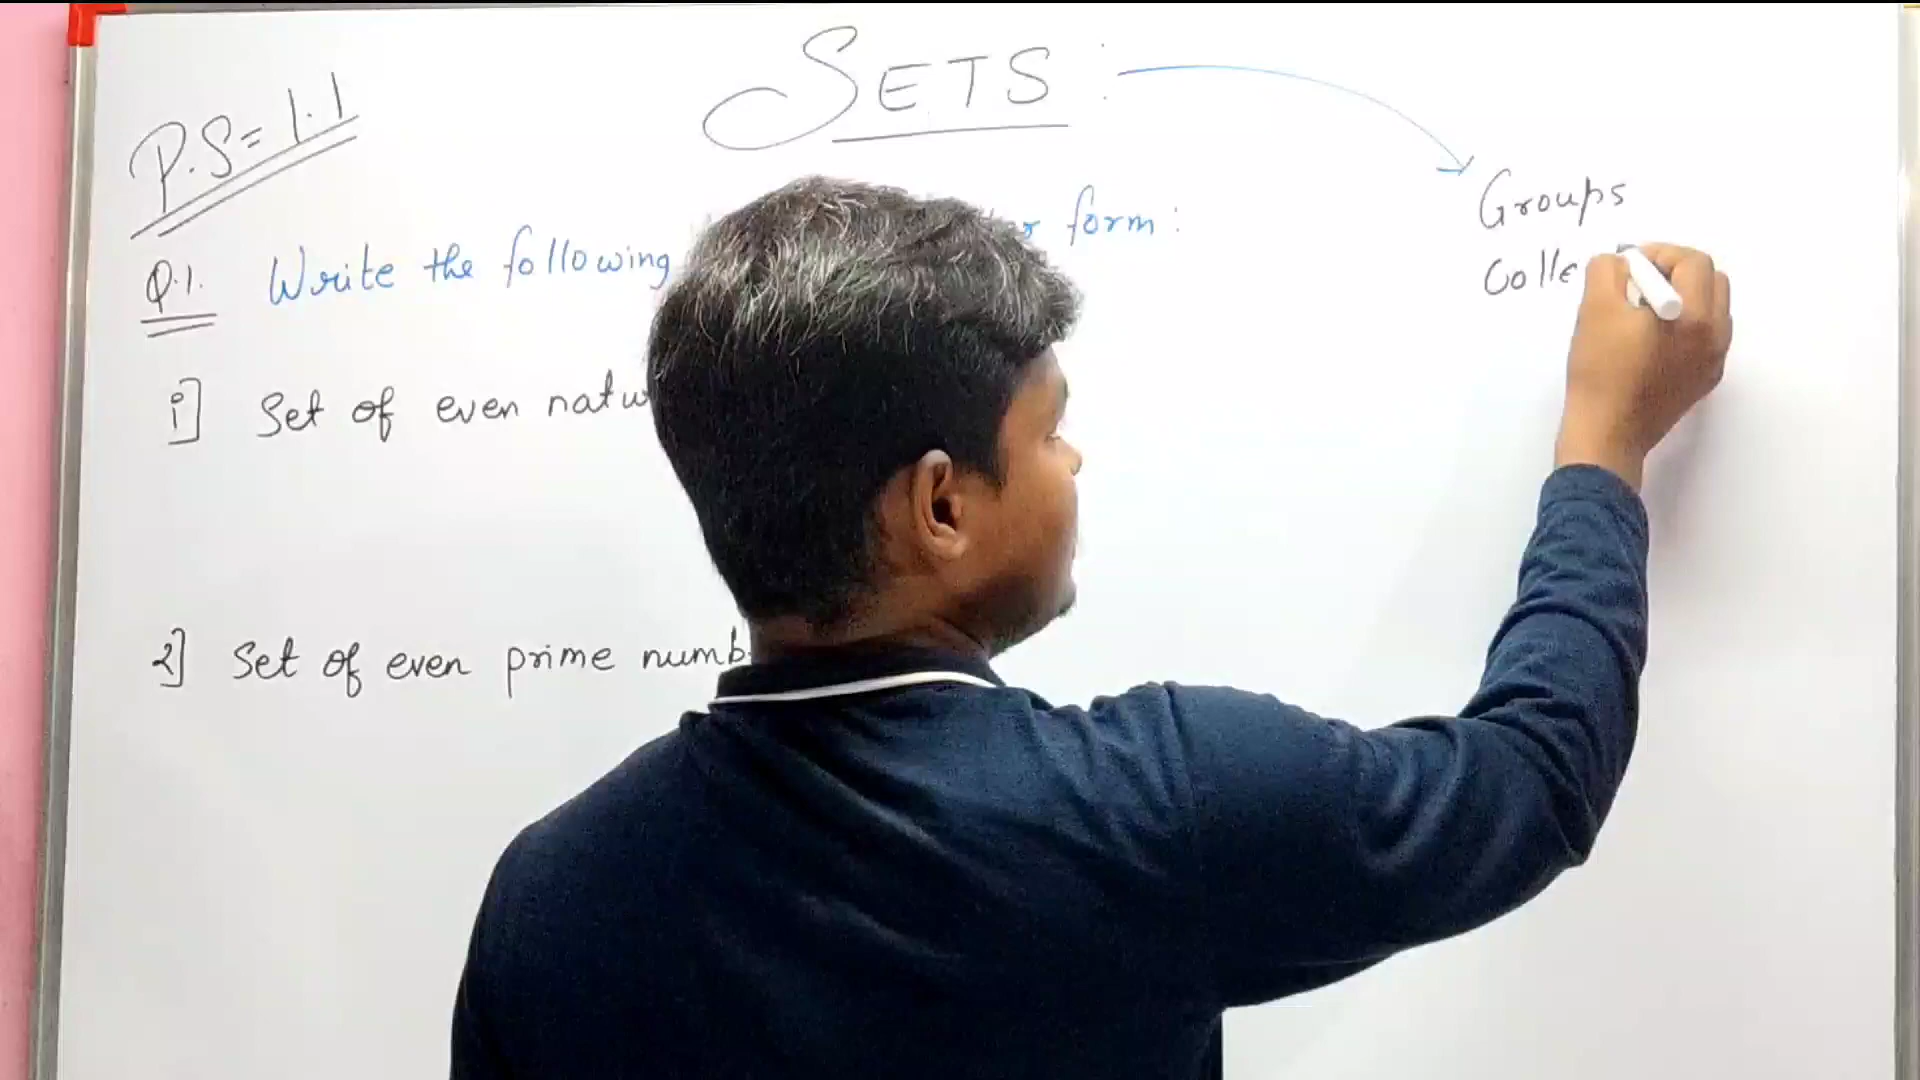 SETS :
P.S = 1.1
Groups
Q.1. Write the following form :
Colle
i] Set of even natu
2] Set of even prime numb